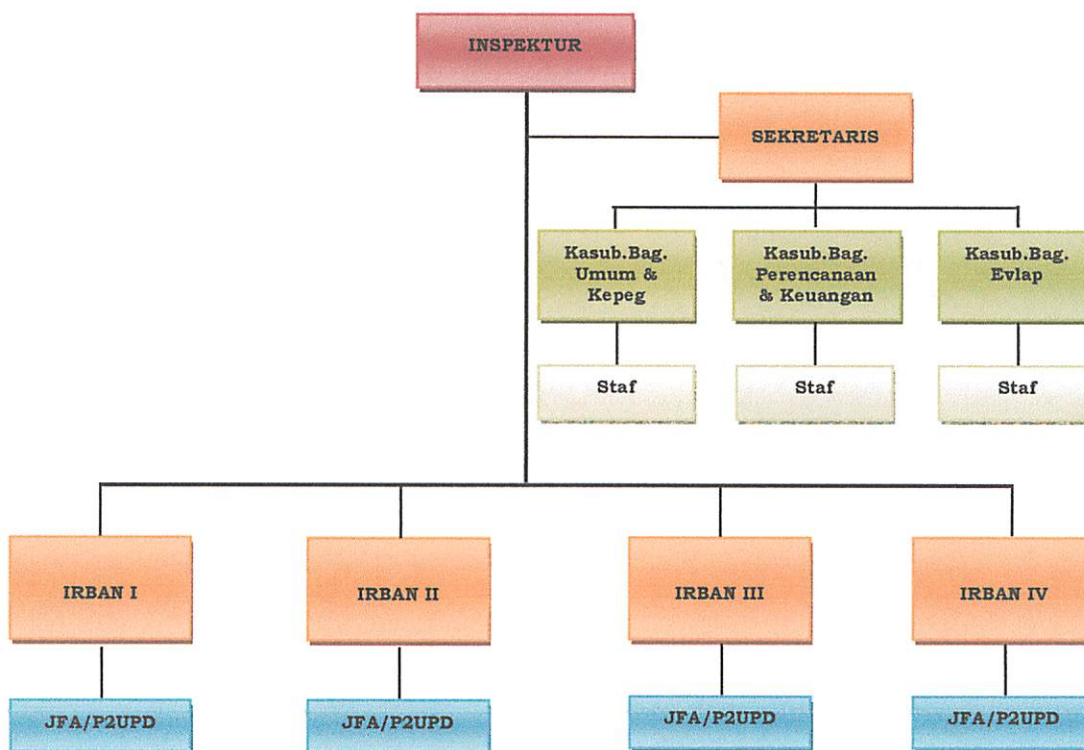 INSPEKTUR
SEKRETARIS
Kasub.Bag.
Umum &
Kepeg
Kasub.Bag.
Perencanaan
& Keuangan
Kasub.Bag.
Evlap
Staf
Staf
Staf
IRBAN I
IRBAN II
IRBAN III
IRBAN IV
JFA/P2UPD
JFA/P2UPD
JFA/P2UPD
JFA/P2UPD